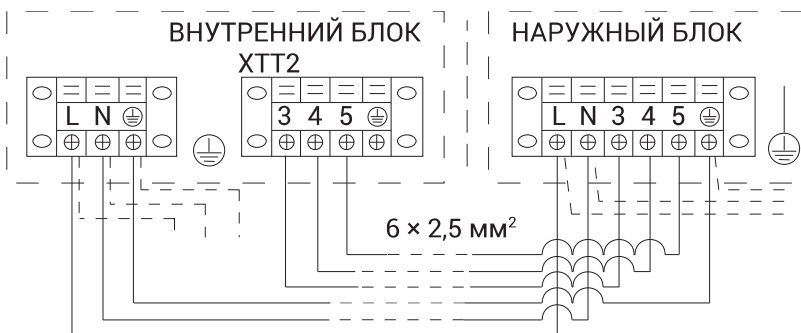 ВНУТРЕННИЙ БЛОК
XTT2
НАРУЖНЫЙ БЛОК
L N
3 4 5
L N 3 4 5
6 × 2,5 мм²